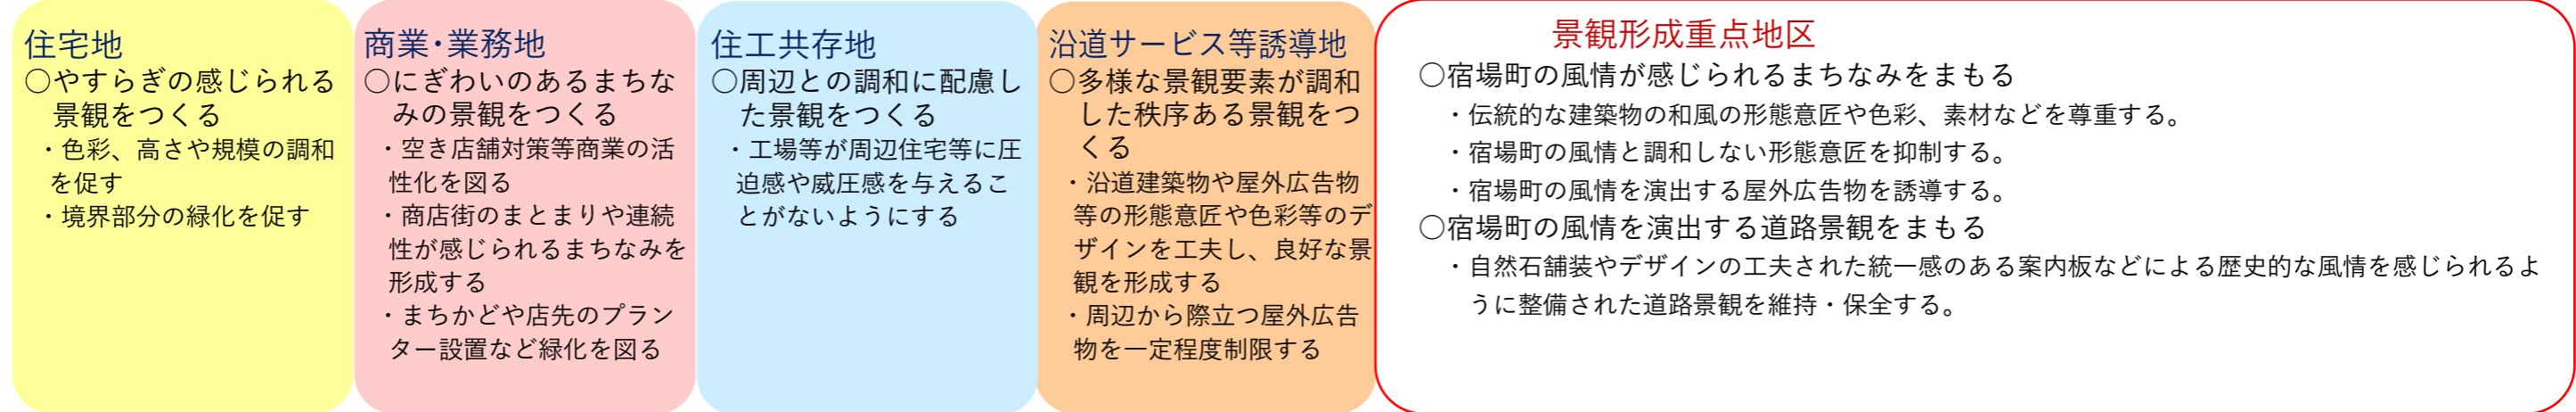 住宅地
○やすらぎの感じられる
景観をつくる
・色彩、高さや規模の調和
を促す
・境界部分の緑化を促す
商業･業務地
○にぎわいのあるまちな
みの景観をつくる
・空き店舗対策等商業の活
性化を図る
・商店街のまとまりや連続
性が感じられるまちなみを
形成する
・まちかどや店先のプラン
ター設置など緑化を図る
住工共存地
○周辺との調和に配慮し
た景観をつくる
・工場等が周辺住宅等に圧
迫感や威圧感を与えるこ
とがないようにする
沿道サービス等誘導地
○多様な景観要素が調和
した秩序ある景観をつ
くる
・沿道建築物や屋外広告物
等の形態意匠や色彩等のデ
ザインを工夫し、良好な景
観を形成する
・周辺から際立つ屋外広告
物を一定程度制限する
景観形成重点地区
○宿場町の風情が感じられるまちなみをまもる
・伝統的な建築物の和風の形態意匠や色彩、素材などを尊重する。
・宿場町の風情と調和しない形態意匠を抑制する。
・宿場町の風情を演出する屋外広告物を誘導する。
○宿場町の風情を演出する道路景観をまもる
・自然石舗装やデザインの工夫された統一感のある案内板などによる歴史的な風情を感じられるよ
うに整備された道路景観を維持・保全する。